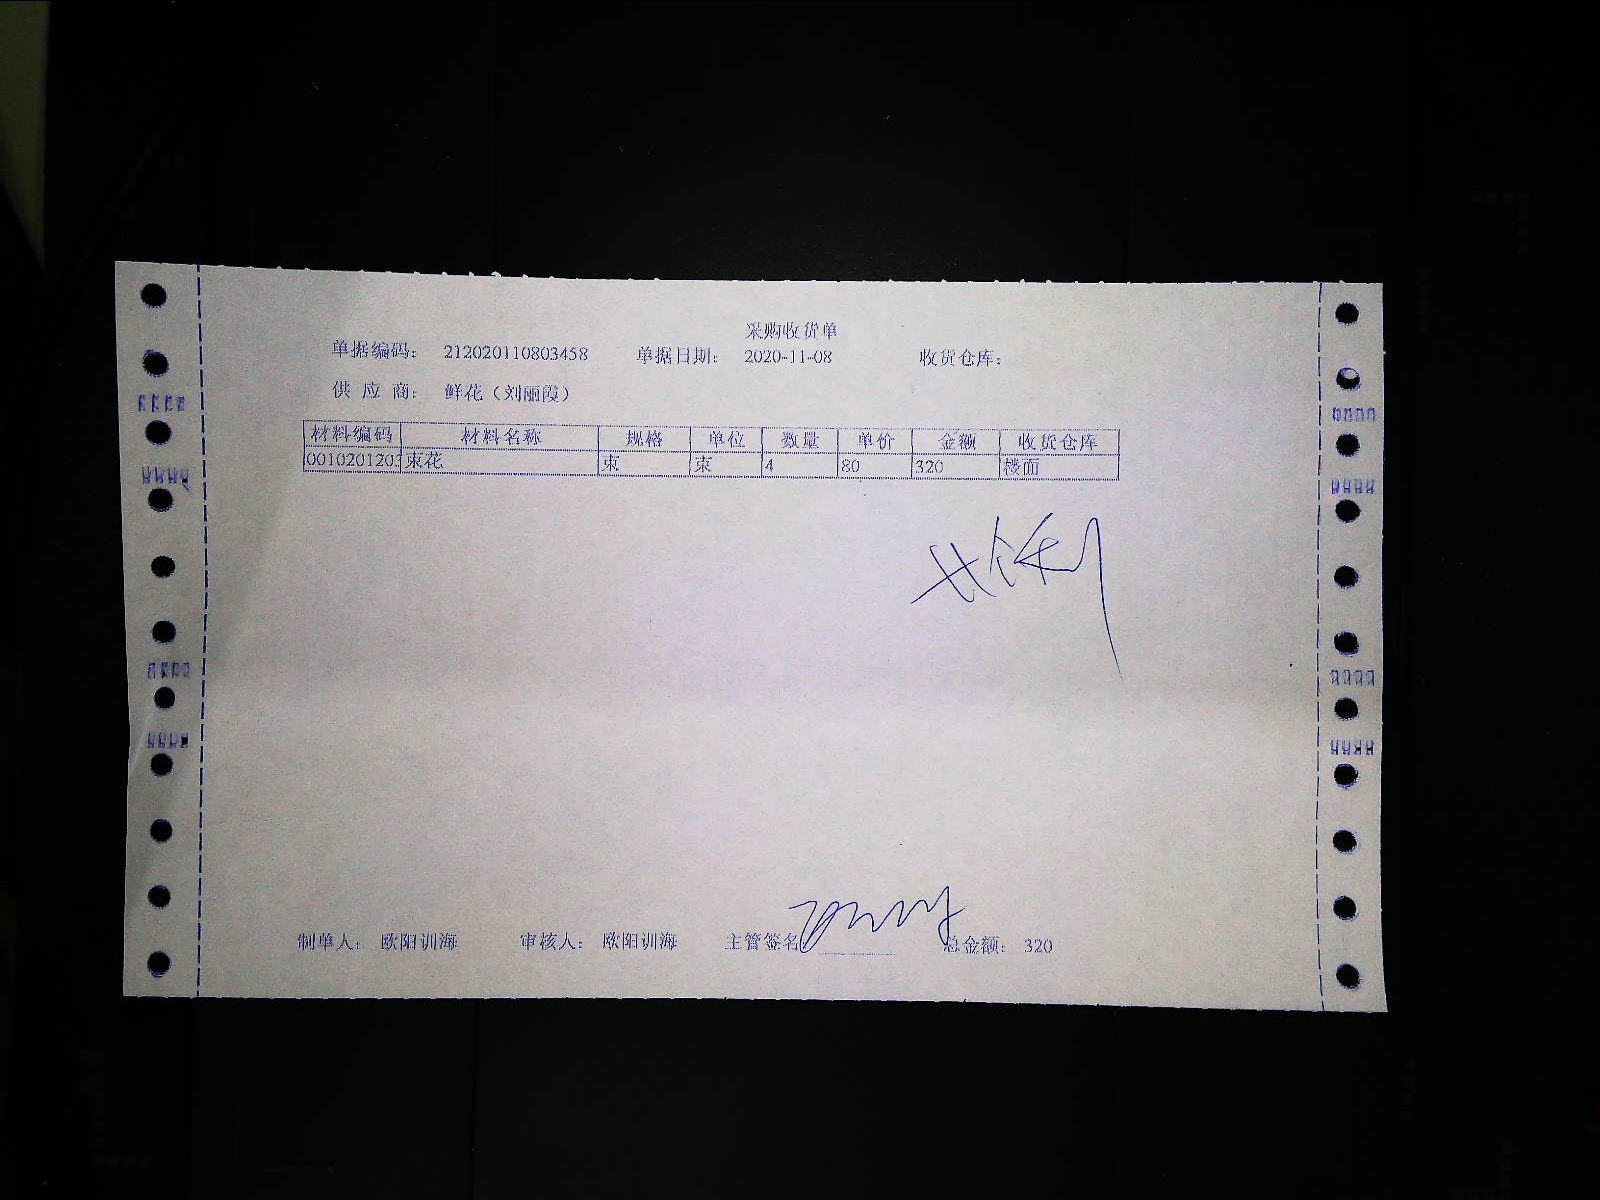 采购收货单
单据编码: 212020110803458 单据日期: 2020-11-08 收货仓库:
供应商: 鲜花（刘丽霞）
材料编码 材料名称 规格 单位 数量 单价 金额 收货仓库
001020120 束花 束 束 4 80 320 楼面
制单人: 欧阳训海 审核人: 欧阳训海 主管签名: 总金额: 320